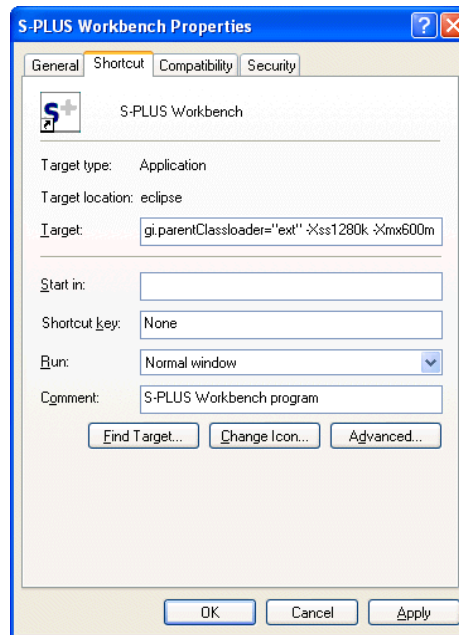 S-PLUS Workbench Properties
General Shortcut Compatibility Security
S+
S-PLUS Workbench
Target type: Application
Target location: eclipse
Target: gi.parentClassloader="ext" -Xss1280k -Xmx600m
Start in:
Shortcut key: None
Run: Normal window
Comment: S-PLUS Workbench program
Find Target... Change Icon... Advanced...
OK Cancel Apply